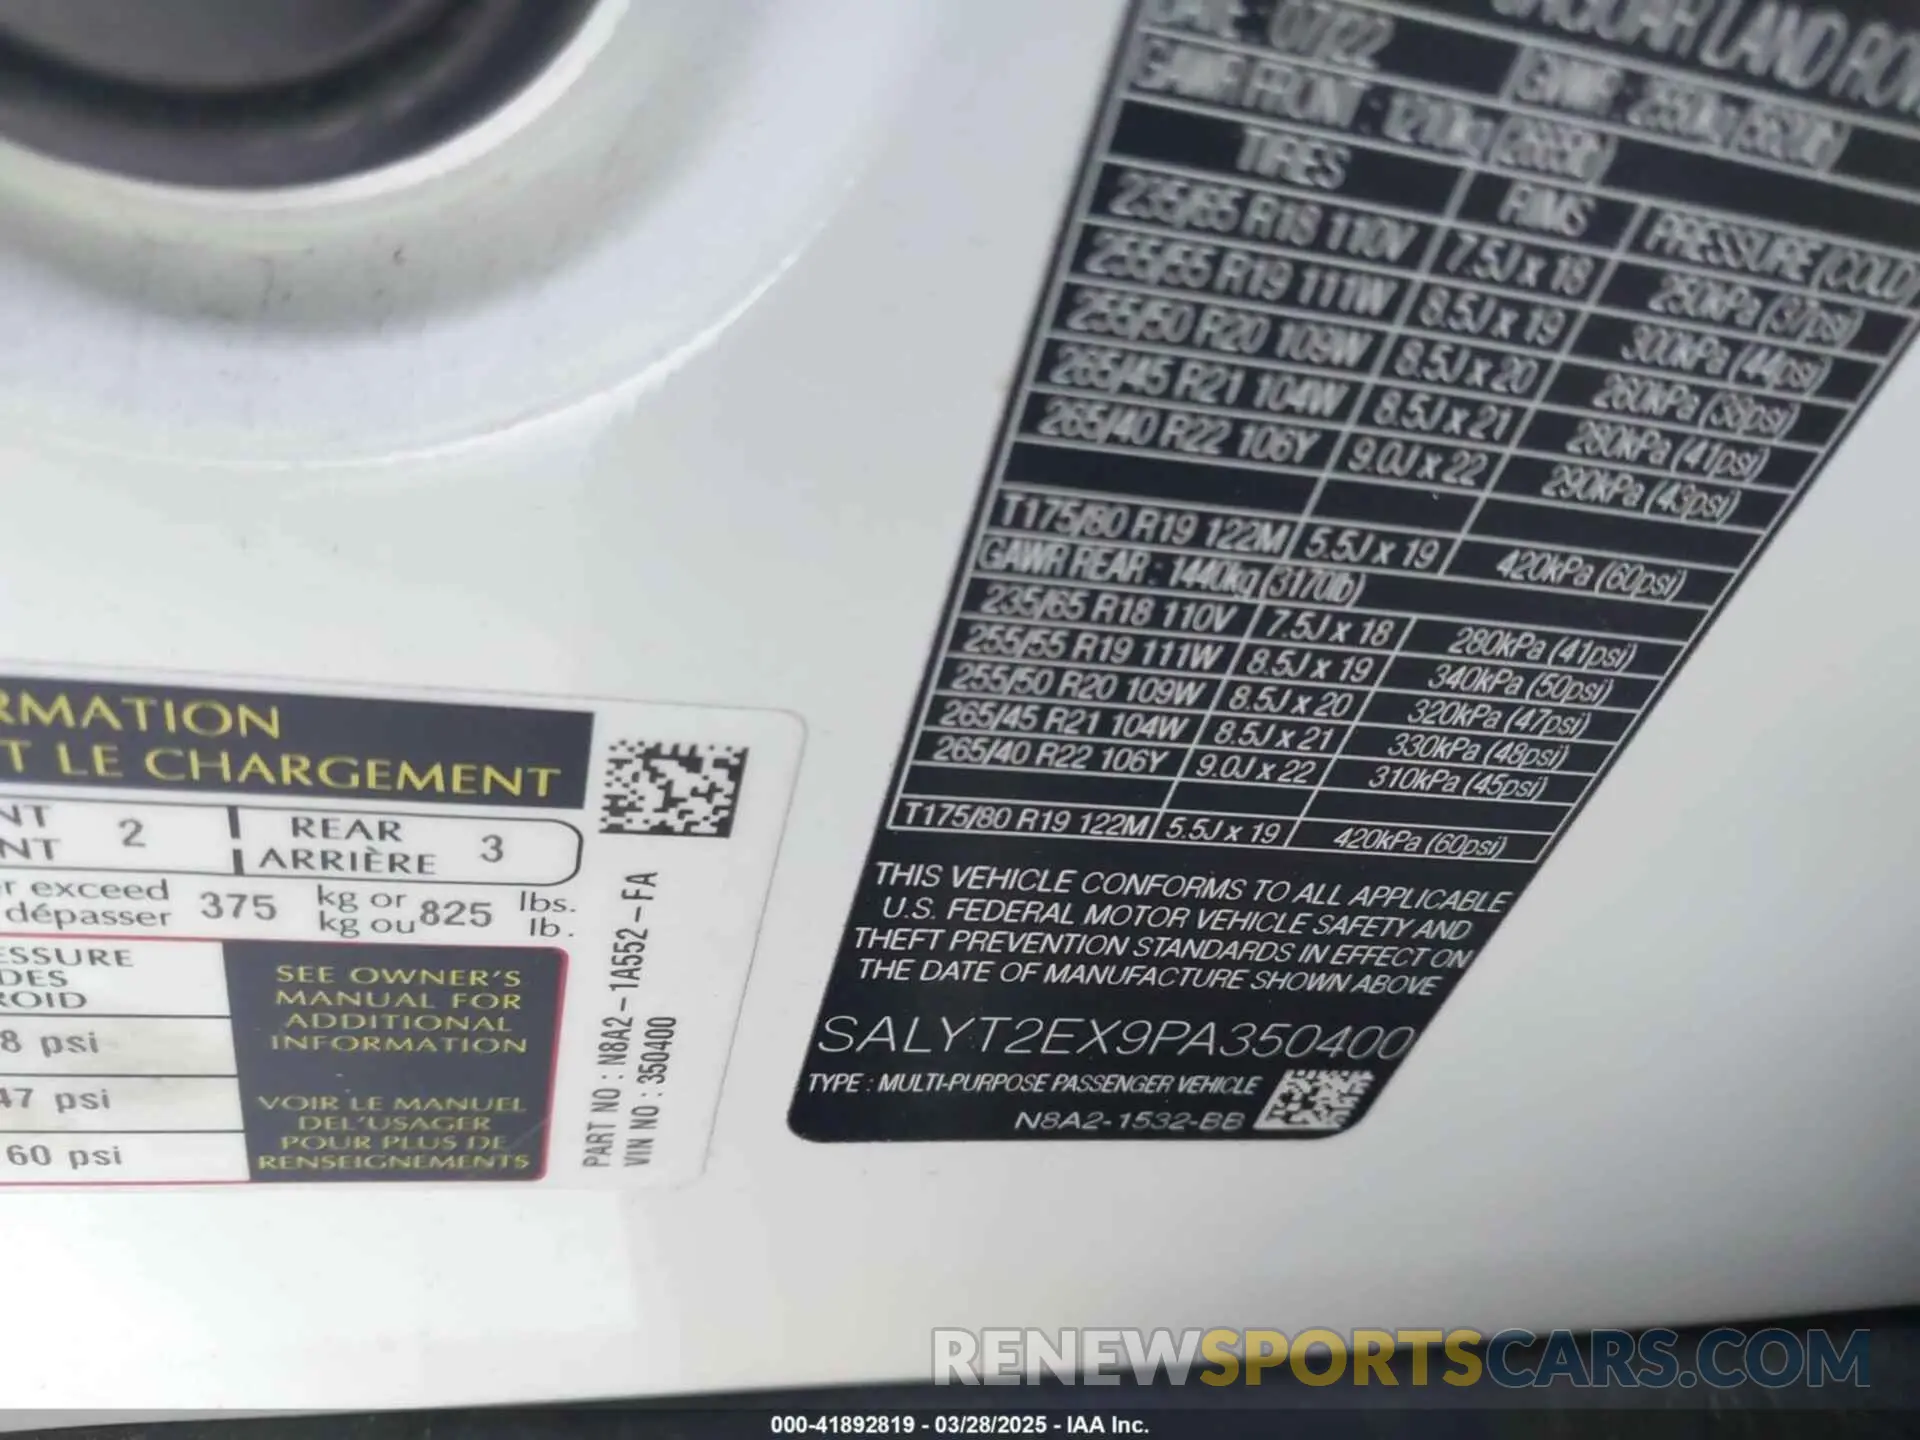 RMATION
T LE CHARGEMENT
NT
NT
2
REAR
ARRIÈRE
3
r exceed
dépasser
375
kg or
kg ou
825
lbs.
lb.
ESSURE
DES
ROID
8 psi
47 psi
60 psi
SEE OWNER'S
MANUAL FOR
ADDITIONAL
INFORMATION
VOIR LE MANUEL
DEL'USAGER
POUR PLUS DE
RENSEIGNEMENTS
PART NO : N8A2-1A552-FA
VIN NO : 350400
JAGUAR LAND ROV
DATE : 07/22
GVWR : 2550kg (5620lb)
GAWR FRONT : 1210kg (2665lb)
TIRES RIMS PRESSURE (COLD)
235/65 R18 110V 7.5J x 18 250kPa (37psi)
255/55 R19 111W 8.5J x 19 300kPa (44psi)
255/50 R20 109W 8.5J x 20 260kPa (38psi)
265/45 R21 104W 8.5J x 21 280kPa (41psi)
265/40 R22 106Y 9.0J x 22 290kPa (43psi)
T175/80 R19 122M 5.5J x 19 420kPa (60psi)
GAWR REAR : 1440kg (3170lb)
235/65 R18 110V 7.5J x 18 280kPa (41psi)
255/55 R19 111W 8.5J x 19 340kPa (50psi)
255/50 R20 109W 8.5J x 20 320kPa (47psi)
265/45 R21 104W 8.5J x 21 330kPa (48psi)
265/40 R22 106Y 9.0J x 22 310kPa (45psi)
T175/80 R19 122M 5.5J x 19 420kPa (60psi)
THIS VEHICLE CONFORMS TO ALL APPLICABLE
U.S. FEDERAL MOTOR VEHICLE SAFETY AND
THEFT PREVENTION STANDARDS IN EFFECT ON
THE DATE OF MANUFACTURE SHOWN ABOVE
SALYT2EX9PA350400
TYPE : MULTI-PURPOSE PASSENGER VEHICLE
N8A2-1532-BB
RENEWSPORTSCARS.COM
000-41892819 - 03/28/2025 - IAA Inc.